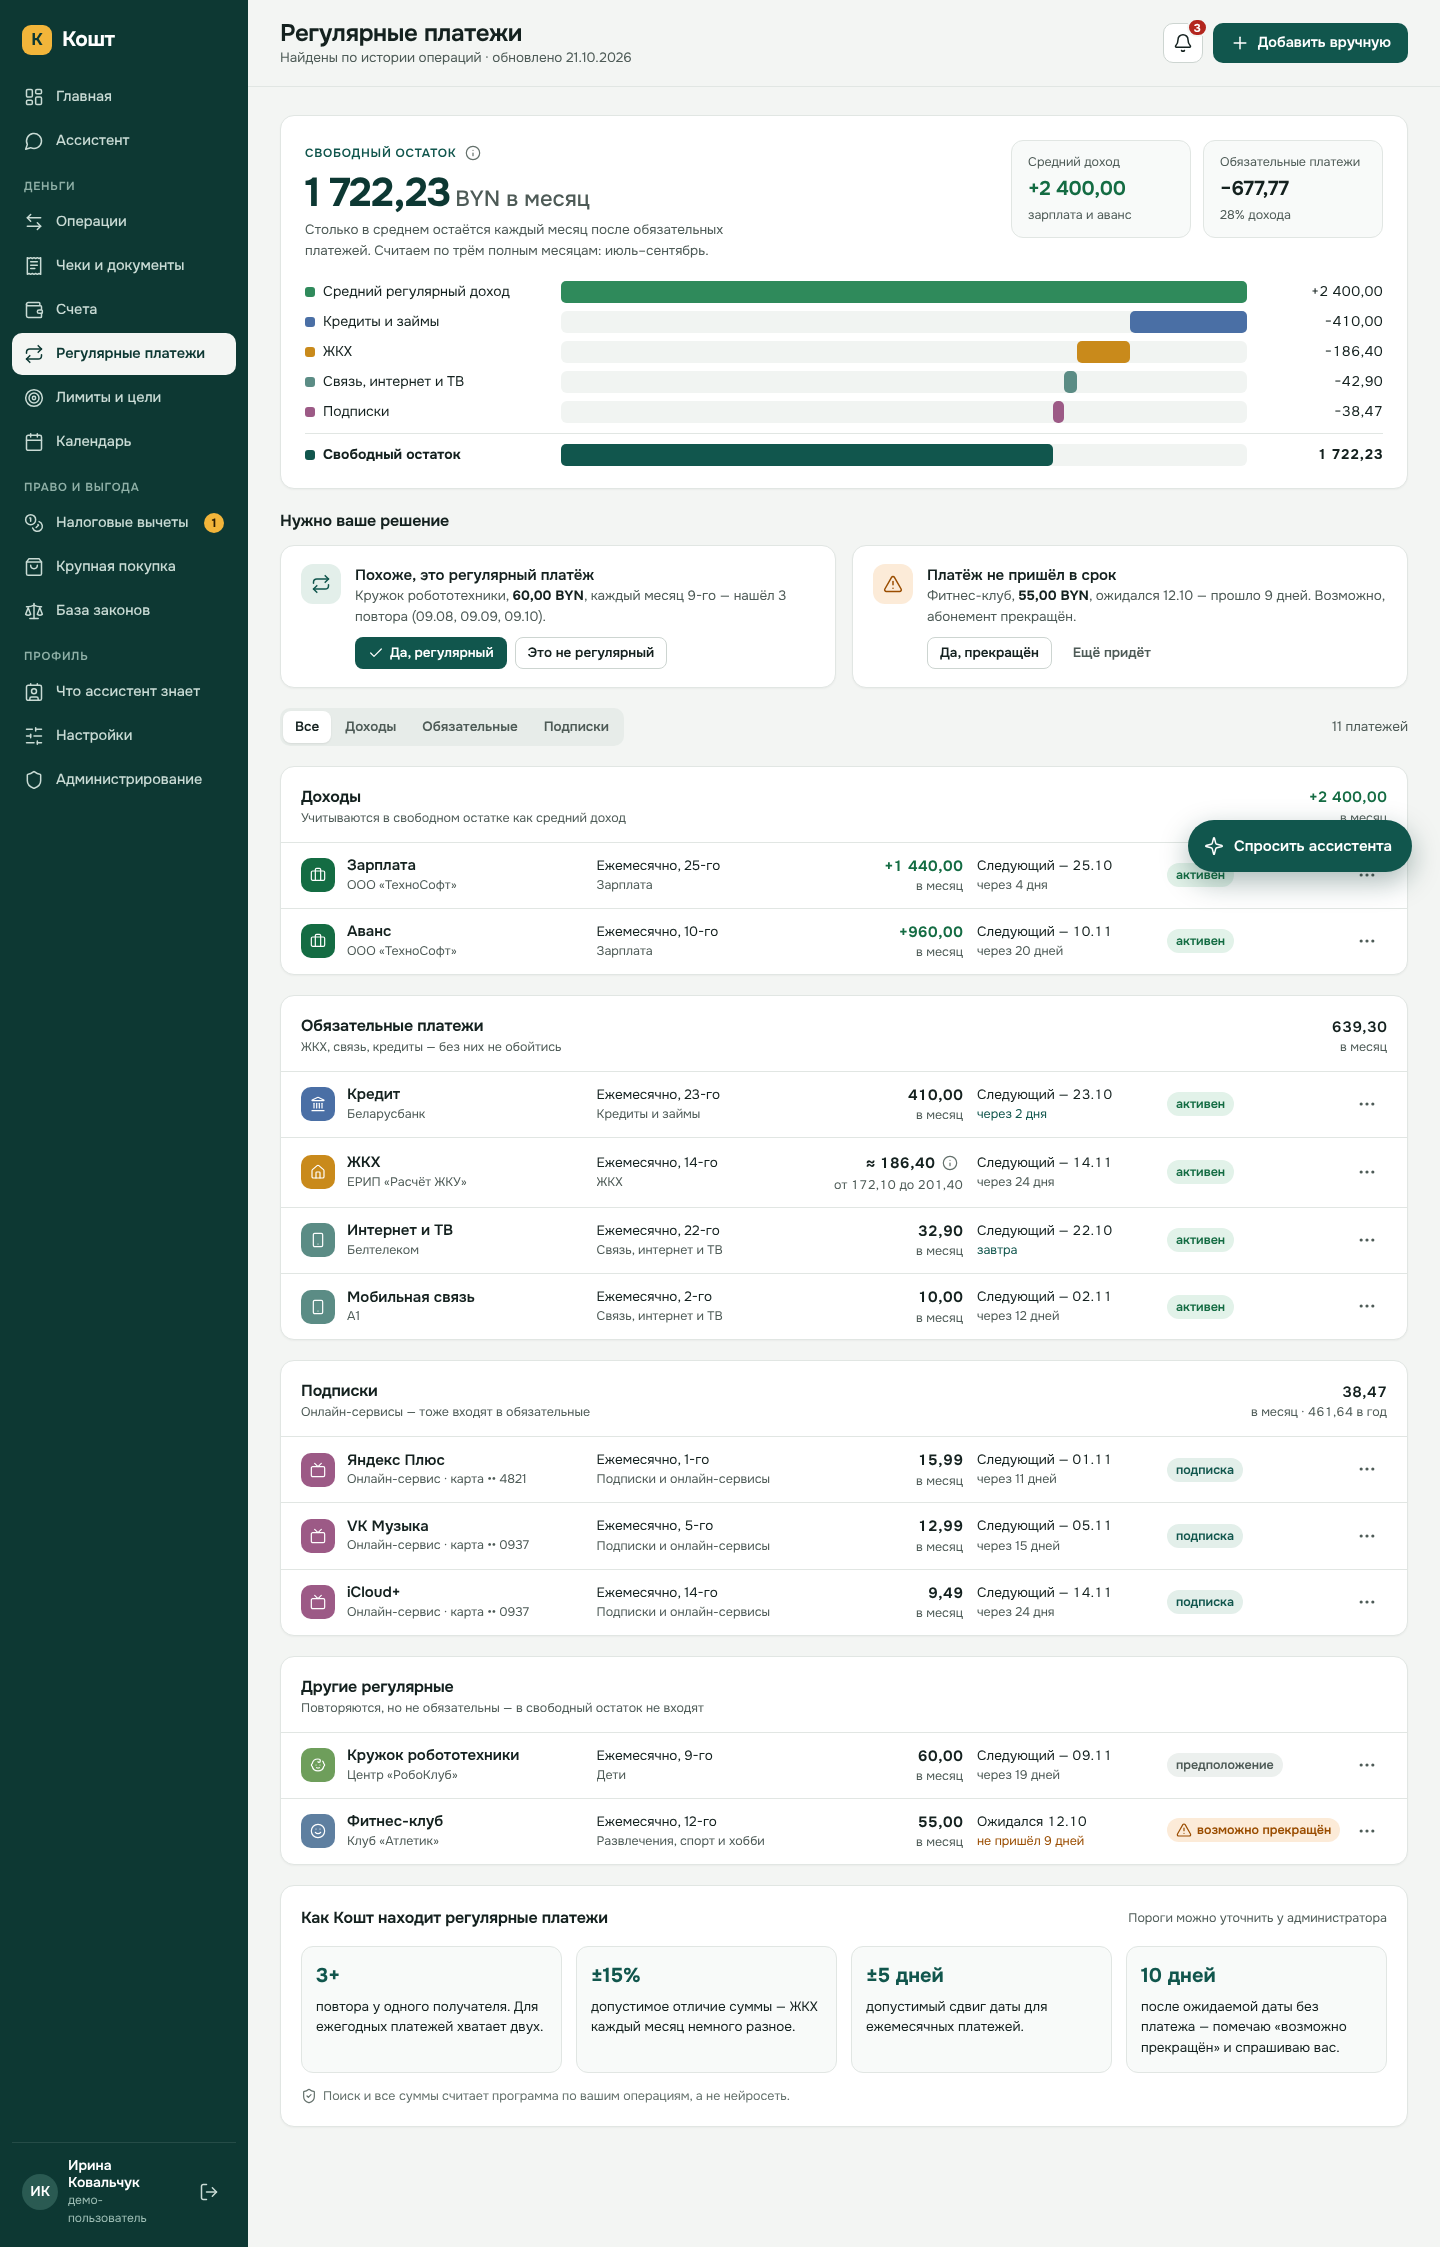 К Кошт
Главная
Ассистент
ДЕНЬГИ
Операции
Чеки и документы
Счета
Регулярные платежи
Лимиты и цели
Календарь
ПРАВО И ВЫГОДА
Налоговые вычеты 1
Крупная покупка
База законов
ПРОФИЛЬ
Что ассистент знает
Настройки
Администрирование
ИК
Ирина
Ковальчук
демо-
пользователь
Регулярные платежи
Найдены по истории операций · обновлено 21.10.2026
3
Добавить вручную
СВОБОДНЫЙ ОСТАТОК
1 722,23 BYN в месяц
Столько в среднем остаётся каждый месяц после обязательных
платежей. Считаем по трём полным месяцам: июль–сентябрь.
Средний доход
+2 400,00
зарплата и аванс
Обязательные платежи
−677,77
28% дохода
Средний регулярный доход +2 400,00
Кредиты и займы −410,00
ЖКХ −186,40
Связь, интернет и ТВ −42,90
Подписки −38,47
Свободный остаток 1 722,23
Нужно ваше решение
Похоже, это регулярный платёж
Кружок робототехники, 60,00 BYN, каждый месяц 9-го — нашёл 3
повтора (09.08, 09.09, 09.10).
Да, регулярный Это не регулярный
Платёж не пришёл в срок
Фитнес-клуб, 55,00 BYN, ожидался 12.10 — прошло 9 дней. Возможно,
абонемент прекращён.
Да, прекращён Ещё придёт
Все Доходы Обязательные Подписки 11 платежей
Доходы +2 400,00
Учитываются в свободном остатке как средний доход в месяц
Спросить ассистента
Зарплата Ежемесячно, 25-го +1 440,00 Следующий — 25.10 активен
ООО «ТехноСофт» Зарплата в месяц через 4 дня
Аванс Ежемесячно, 10-го +960,00 Следующий — 10.11 активен
ООО «ТехноСофт» Зарплата в месяц через 20 дней
Обязательные платежи 639,30
ЖКХ, связь, кредиты — без них не обойтись в месяц
Кредит Ежемесячно, 23-го 410,00 Следующий — 23.10 активен
Беларусбанк Кредиты и займы в месяц через 2 дня
ЖКХ Ежемесячно, 14-го ≈ 186,40 Следующий — 14.11 активен
ЕРИП «Расчёт ЖКУ» ЖКХ от 172,10 до 201,40 через 24 дня
Интернет и ТВ Ежемесячно, 22-го 32,90 Следующий — 22.10 активен
Белтелеком Связь, интернет и ТВ в месяц завтра
Мобильная связь Ежемесячно, 2-го 10,00 Следующий — 02.11 активен
А1 Связь, интернет и ТВ в месяц через 12 дней
Подписки 38,47
Онлайн-сервисы — тоже входят в обязательные в месяц · 461,64 в год
Яндекс Плюс Ежемесячно, 1-го 15,99 Следующий — 01.11 подписка
Онлайн-сервис · карта •• 4821 Подписки и онлайн-сервисы в месяц через 11 дней
VK Музыка Ежемесячно, 5-го 12,99 Следующий — 05.11 подписка
Онлайн-сервис · карта •• 0937 Подписки и онлайн-сервисы в месяц через 15 дней
iCloud+ Ежемесячно, 14-го 9,49 Следующий — 14.11 подписка
Онлайн-сервис · карта •• 0937 Подписки и онлайн-сервисы в месяц через 24 дня
Другие регулярные
Повторяются, но не обязательны — в свободный остаток не входят
Кружок робототехники Ежемесячно, 9-го 60,00 Следующий — 09.11 предположение
Центр «РобоКлуб» Дети в месяц через 19 дней
Фитнес-клуб Ежемесячно, 12-го 55,00 Ожидался 12.10 возможно прекращён
Клуб «Атлетик» Развлечения, спорт и хобби в месяц не пришёл 9 дней
Как Кошт находит регулярные платежи Пороги можно уточнить у администратора
3+
повтора у одного получателя. Для
ежегодных платежей хватает двух.
±15%
допустимое отличие суммы — ЖКХ
каждый месяц немного разное.
±5 дней
допустимый сдвиг даты для
ежемесячных платежей.
10 дней
после ожидаемой даты без
платежа — помечаю «возможно
прекращён» и спрашиваю вас.
Поиск и все суммы считает программа по вашим операциям, а не нейросеть.